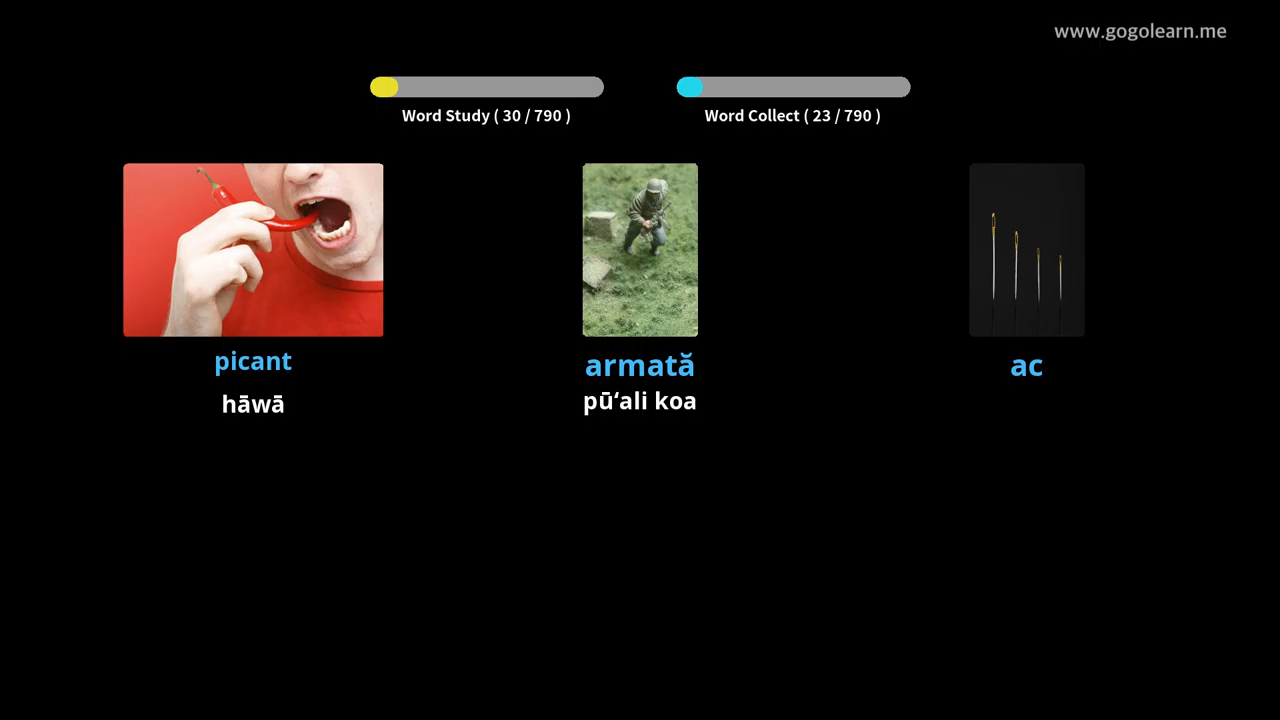 www.gogolearn.me
Word Study ( 30 / 790 )
Word Collect ( 23 / 790 )
picant
armată
ac
hāwā
pūʻali koa